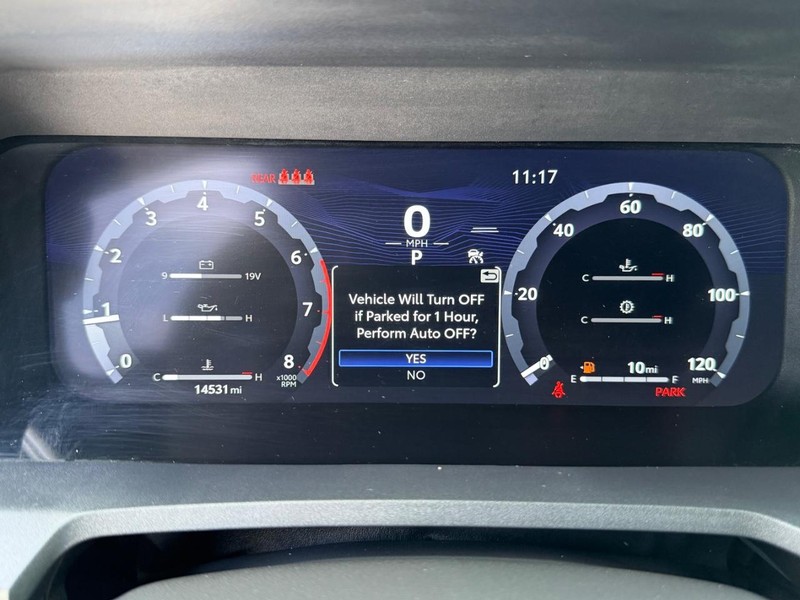 REAR
11:17
0
MPH
P
4
3
5
2
6
1
7
0
8
x1000
RPM
9 19V
L H
C H
14531 mi
Vehicle Will Turn OFF
if Parked for 1 Hour,
Perform Auto OFF?
YES
NO
60
40
80
20
100
0
120
MPH
C H
C H
10 mi
E F
PARK